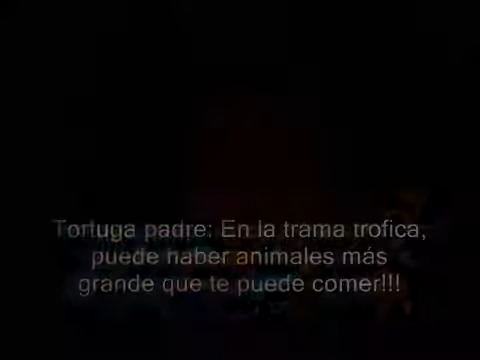 Tortuga padre: En la trama trofica,
puede haber animales más
grande que te puede comer!!!